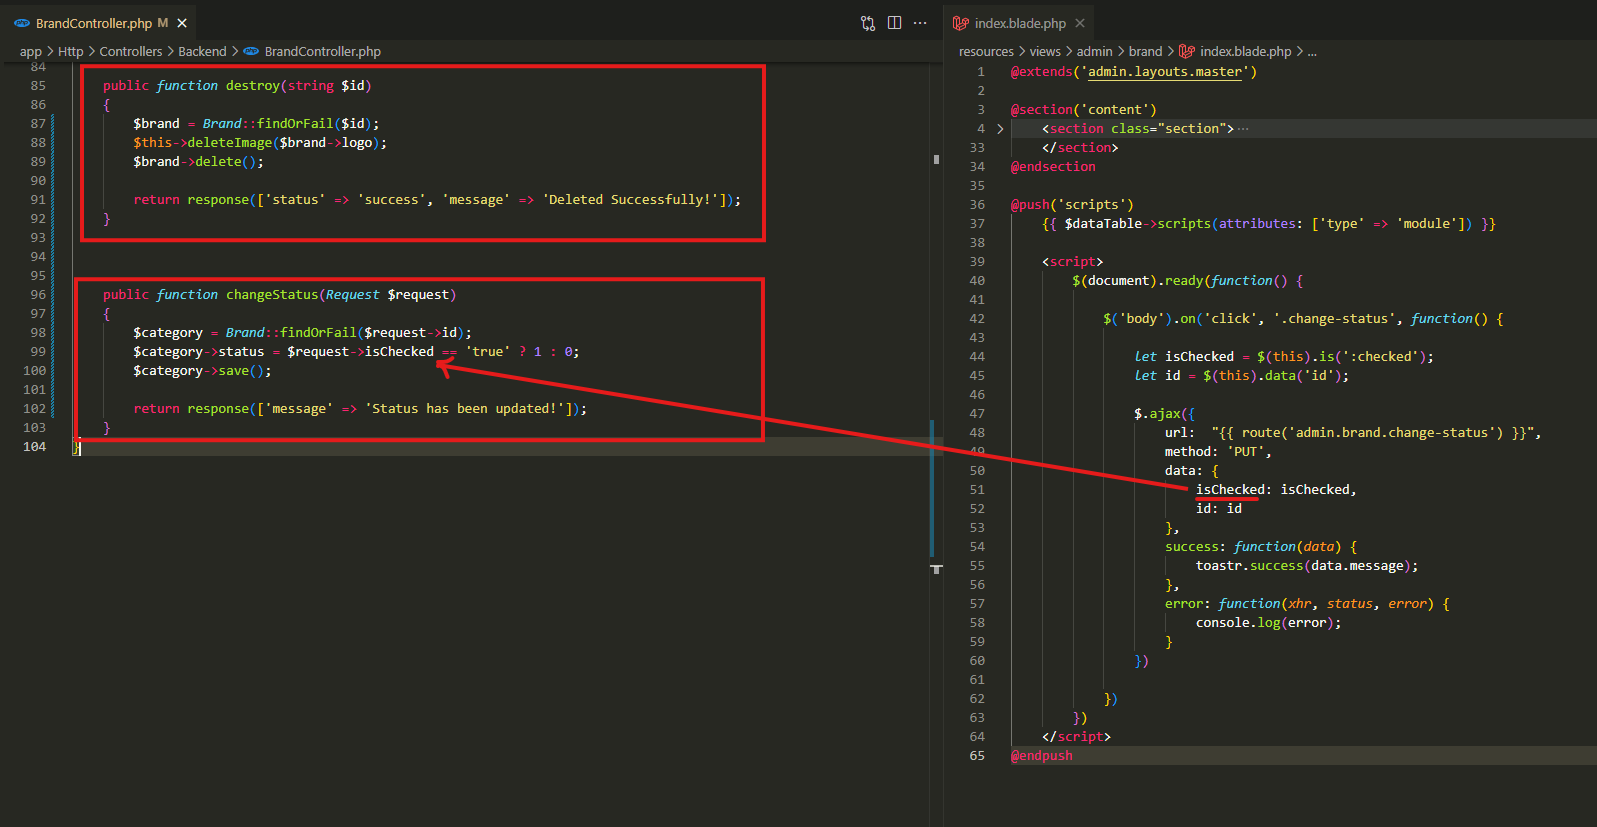 BrandController.php M
app > Http > Controllers > Backend > BrandController.php
84
85 public function destroy(string $id)
86 {
87 $brand = Brand::findOrFail($id);
88 $this->deleteImage($brand->logo);
89 $brand->delete();
90
91 return response(['status' => 'success', 'message' => 'Deleted Successfully!']);
92 }
93
94
95
96 public function changeStatus(Request $request)
97 {
98 $category = Brand::findOrFail($request->id);
99 $category->status = $request->isChecked == 'true' ? 1 : 0;
100 $category->save();
101
102 return response(['message' => 'Status has been updated!']);
103 }
104 }
index.blade.php
resources > views > admin > brand > index.blade.php > ...
1 @extends('admin.layouts.master')
2
3 @section('content')
4 <section class="section"> ...
33 </section>
34 @endsection
35
36 @push('scripts')
37 {{ $dataTable->scripts(attributes: ['type' => 'module']) }}
38
39 <script>
40 $(document).ready(function() {
41
42 $('body').on('click', '.change-status', function() {
43
44 let isChecked = $(this).is(':checked');
45 let id = $(this).data('id');
46
47 $.ajax({
48 url: "{{ route('admin.brand.change-status') }}",
49 method: 'PUT',
50 data: {
51 isChecked: isChecked,
52 id: id
53 },
54 success: function(data) {
55 toastr.success(data.message);
56 },
57 error: function(xhr, status, error) {
58 console.log(error);
59 }
60 })
61
62 })
63 })
64 </script>
65 @endpush